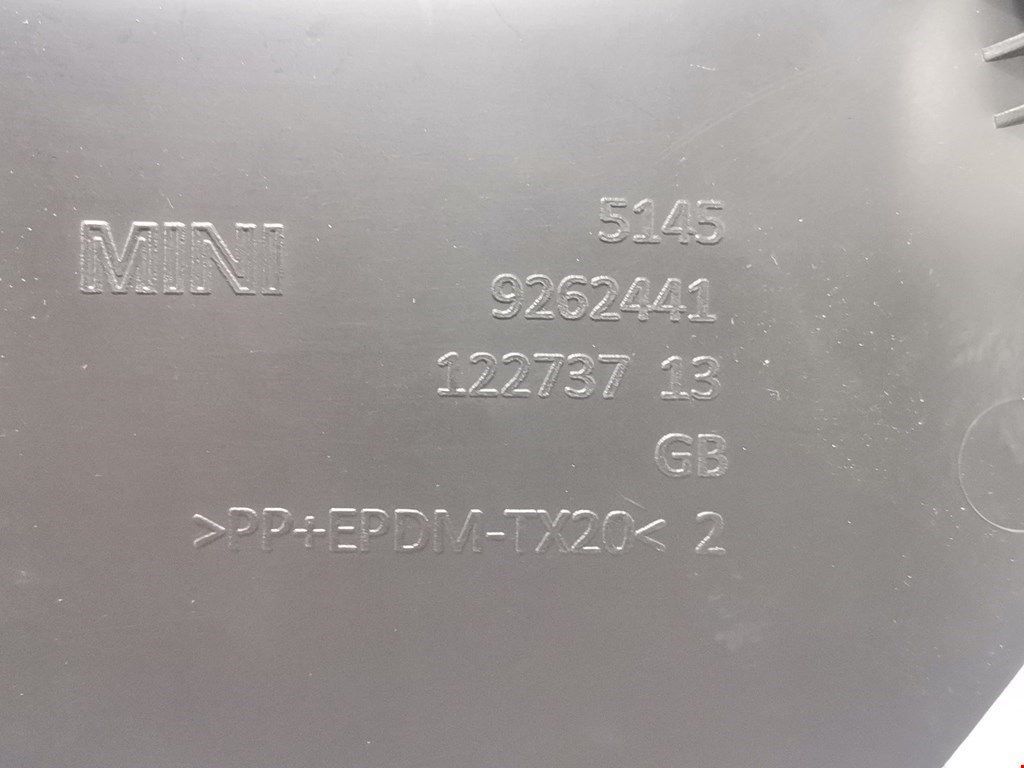 MINI
5145
9262441
122737 13
GB
>PP+EPDM-TX20< 2